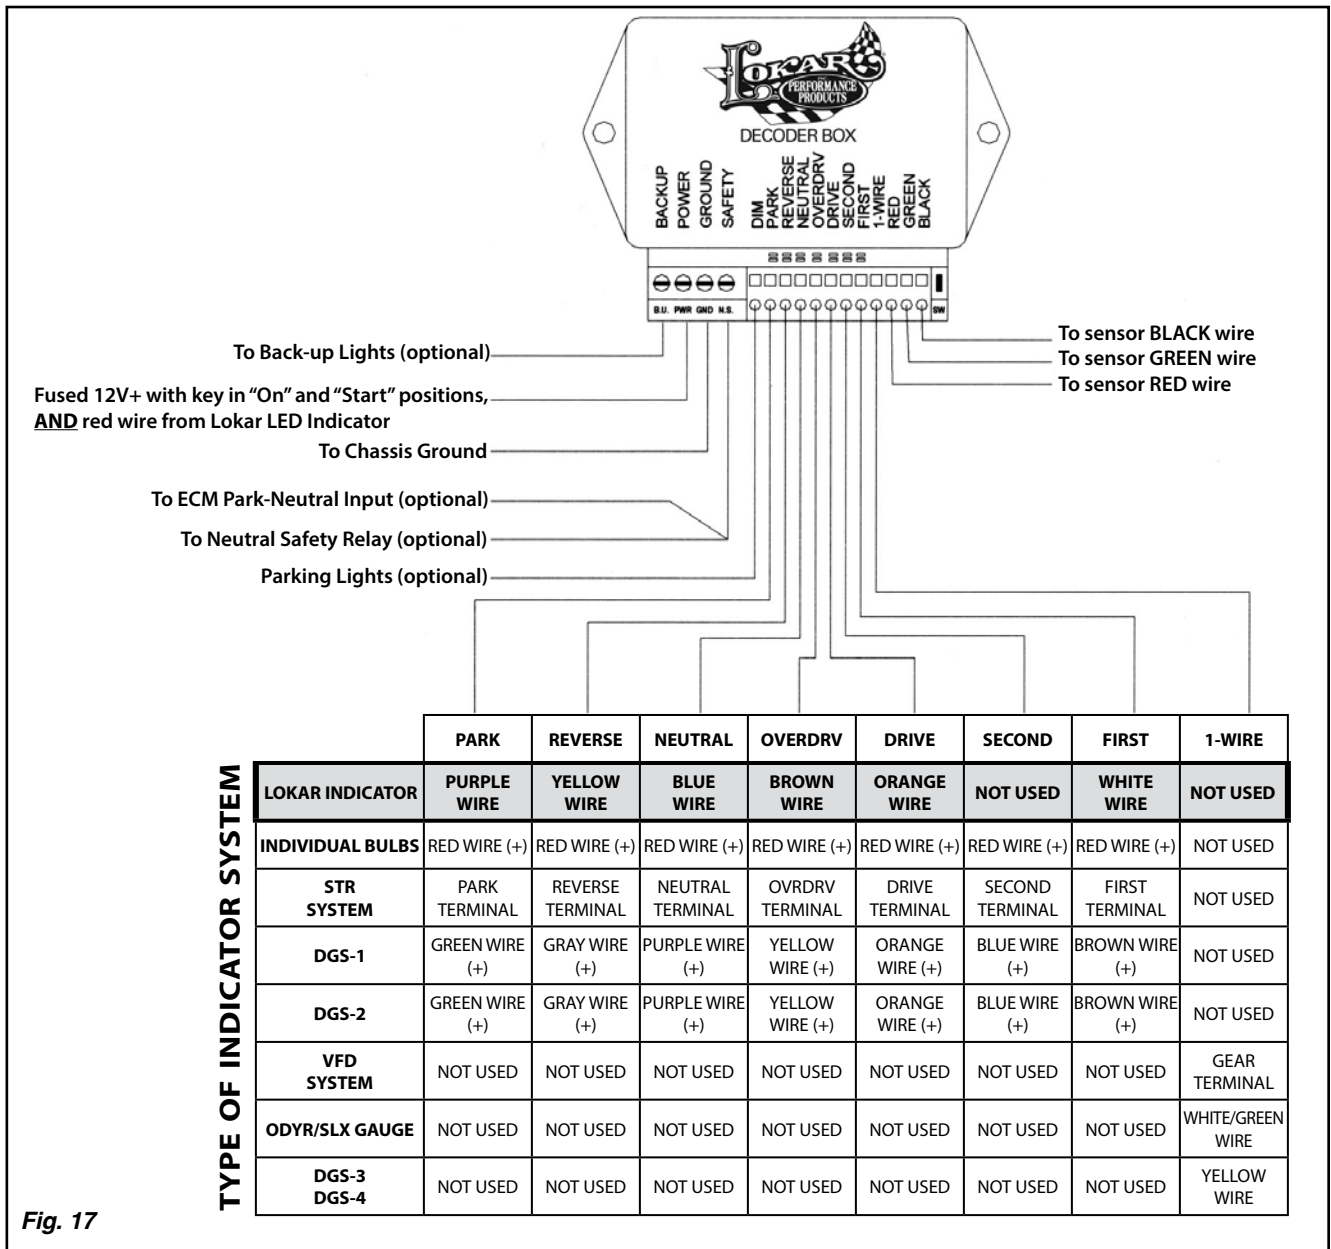 LOKAR
INC.
PERFORMANCE
PRODUCTS
DECODER BOX
BACKUP
POWER
GROUND
SAFETY
DIM
PARK
REVERSE
NEUTRAL
OVERDRV
DRIVE
SECOND
FIRST
1-WIRE
RED
GREEN
BLACK
B.U. PWR GND N.S. SW
To Back-up Lights (optional)
Fused 12V+ with key in “On” and “Start” positions,
AND red wire from Lokar LED Indicator
To Chassis Ground
To ECM Park-Neutral Input (optional)
To Neutral Safety Relay (optional)
Parking Lights (optional)
To sensor BLACK wire
To sensor GREEN wire
To sensor RED wire
TYPE OF INDICATOR SYSTEM
PARK REVERSE NEUTRAL OVERDRV DRIVE SECOND FIRST 1-WIRE
LOKAR INDICATOR PURPLE WIRE YELLOW WIRE BLUE WIRE BROWN WIRE ORANGE WIRE NOT USED WHITE WIRE NOT USED
INDIVIDUAL BULBS RED WIRE (+) RED WIRE (+) RED WIRE (+) RED WIRE (+) RED WIRE (+) RED WIRE (+) RED WIRE (+) NOT USED
STR SYSTEM PARK TERMINAL REVERSE TERMINAL NEUTRAL TERMINAL OVRDRV TERMINAL DRIVE TERMINAL SECOND TERMINAL FIRST TERMINAL NOT USED
DGS-1 GREEN WIRE (+) GRAY WIRE (+) PURPLE WIRE (+) YELLOW WIRE (+) ORANGE WIRE (+) BLUE WIRE (+) BROWN WIRE (+) NOT USED
DGS-2 GREEN WIRE (+) GRAY WIRE (+) PURPLE WIRE (+) YELLOW WIRE (+) ORANGE WIRE (+) BLUE WIRE (+) BROWN WIRE (+) NOT USED
VFD SYSTEM NOT USED NOT USED NOT USED NOT USED NOT USED NOT USED NOT USED GEAR TERMINAL
ODYR/SLX GAUGE NOT USED NOT USED NOT USED NOT USED NOT USED NOT USED NOT USED WHITE/GREEN WIRE
DGS-3 DGS-4 NOT USED NOT USED NOT USED NOT USED NOT USED NOT USED NOT USED YELLOW WIRE
Fig. 17